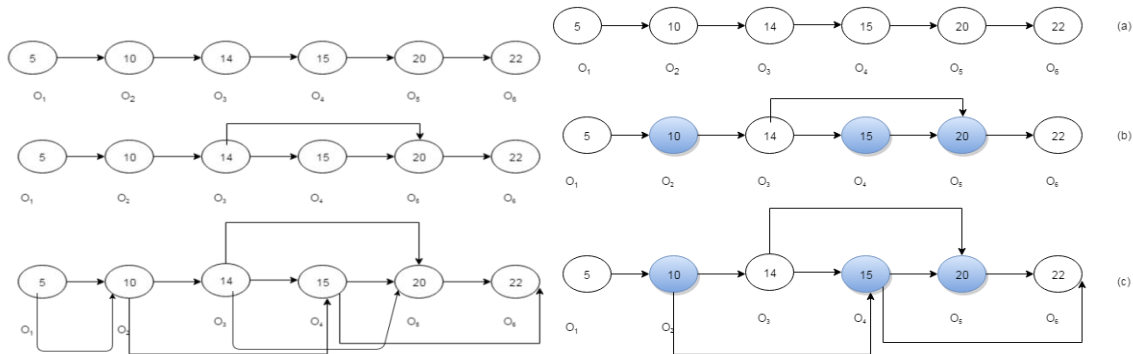 5 10 14 15 20 22
O₁ O₂ O₃ O₄ O₅ O₆
5 10 14 15 20 22
O₁ O₂ O₃ O₄ O₅ O₆
5 10 14 15 20 22
O₁ O₂ O₃ O₄ O₅ O₆
5 10 14 15 20 22 (a)
O₁ O₂ O₃ O₄ O₅ O₆
5 10 14 15 20 22 (b)
O₁ O₂ O₃ O₄ O₅ O₆
5 10 14 15 20 22 (c)
O₁ O₂ O₃ O₄ O₅ O₆